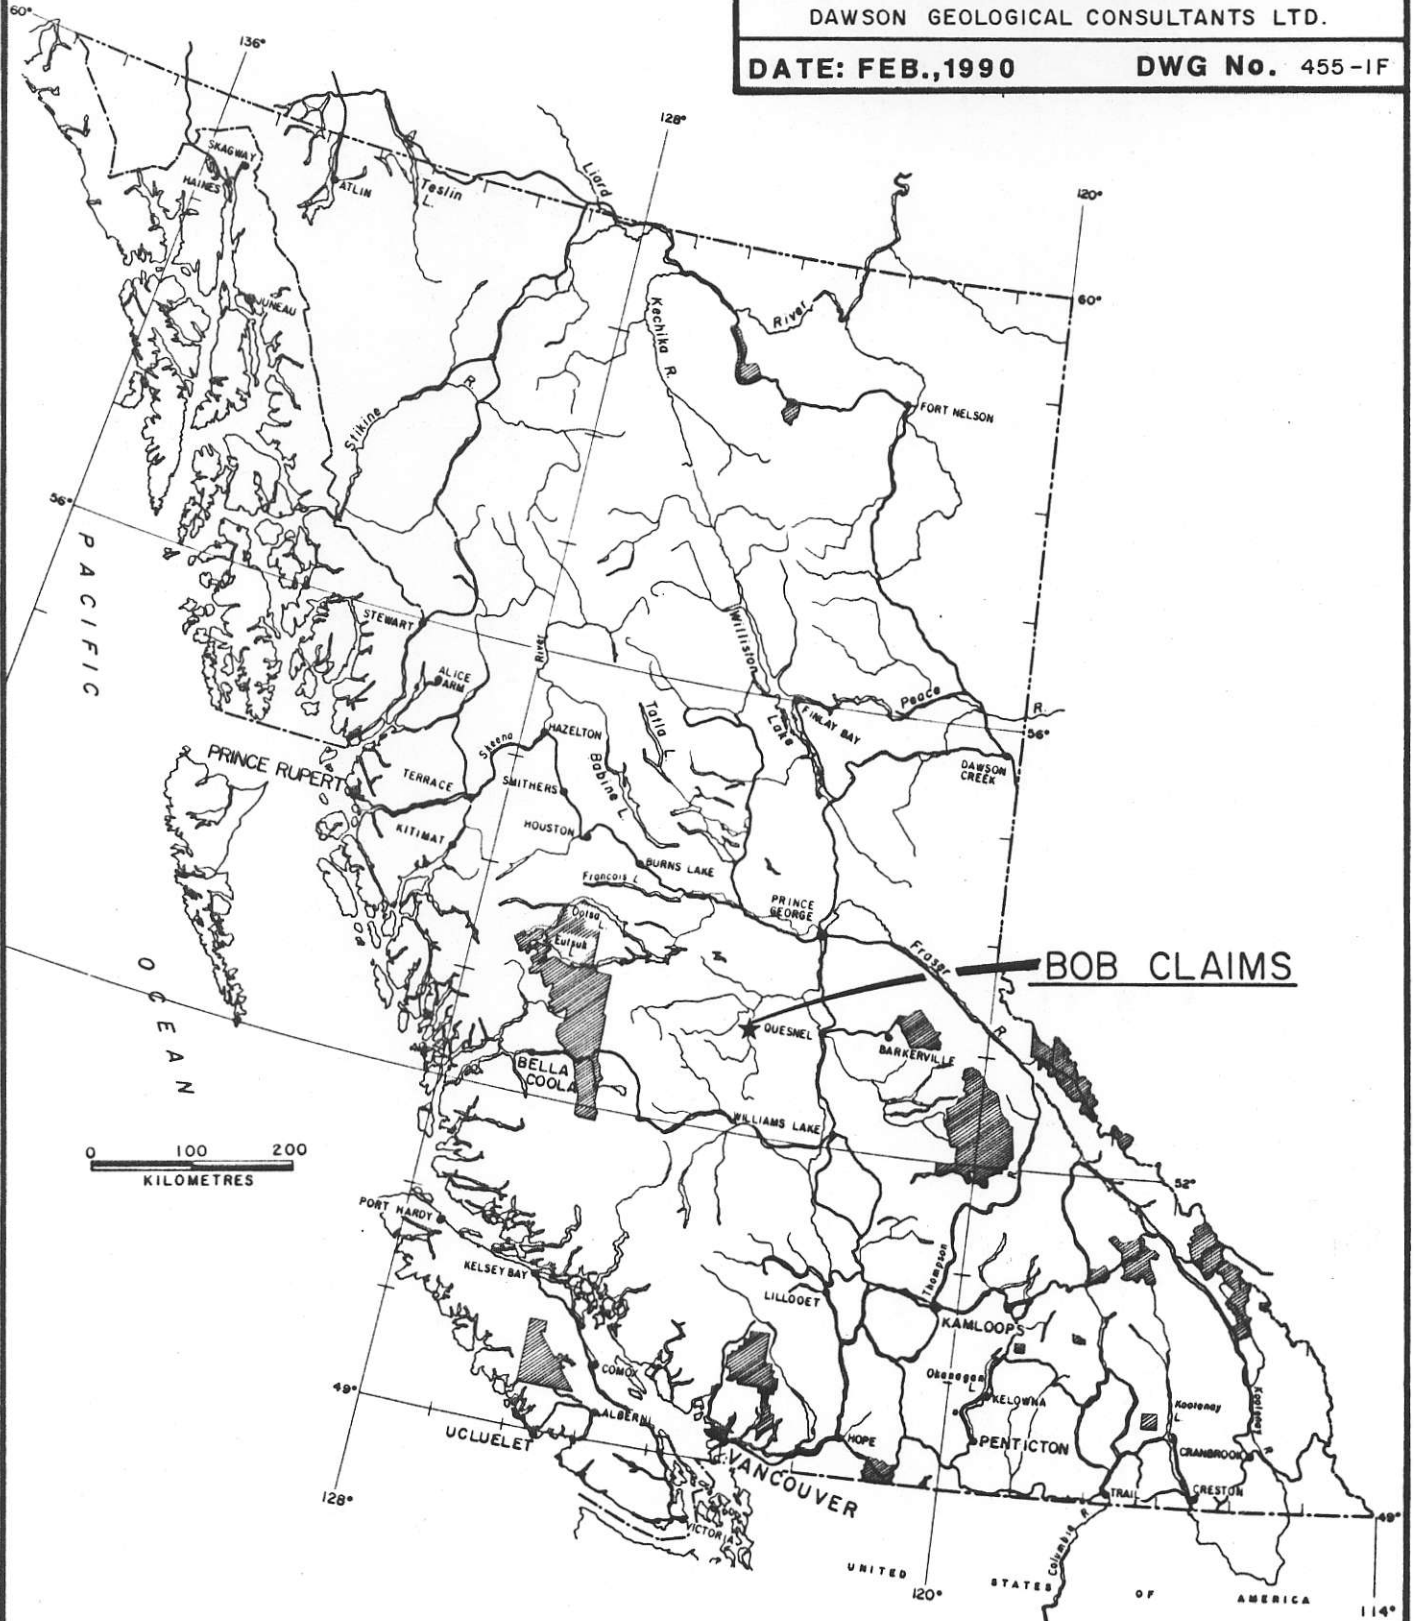 DAWSON GEOLOGICAL CONSULTANTS LTD.
DATE: FEB.,1990 DWG No. 455-1F
60°
136°
128°
120°
SKAGWAY
HAINES
ATLIN
Teslin
L.
Liard
JUNEAU
Kechika R.
River
60°
Stikine
R.
FORT NELSON
56°
PACIFIC
STEWART
ALICE
ARM
River
Williston
Lake
FINLAY BAY
Peace
R.
56°
DAWSON
CREEK
PRINCE RUPERT
TERRACE
Skeena
HAZELTON
Tatla
L.
SMITHERS
Babine L.
KITIMAT
HOUSTON
BURNS LAKE
Francois L
PRINCE
GEORGE
Ootsa
L.
Eutsuk
L
Fraser
R.
BOB CLAIMS
OCEAN
QUESNEL
BARKERVILLE
BELLA
COOLA
WILLIAMS LAKE
0 100 200
KILOMETRES
52°
R
PORT HARDY
KELSEY BAY
LILLOOET
Thompson
KAMLOOPS
COMOX
Okanagan
L
KELOWNA
Kootenay
L
Kootenay R
49°
ALBERNI
UCLUELET
HOPE
PENTICTON
CRANBROOK
VANCOUVER
TRAIL
CRESTON
49°
128°
VICTORIA
Columbia R
UNITED STATES OF AMERICA
120°
114°